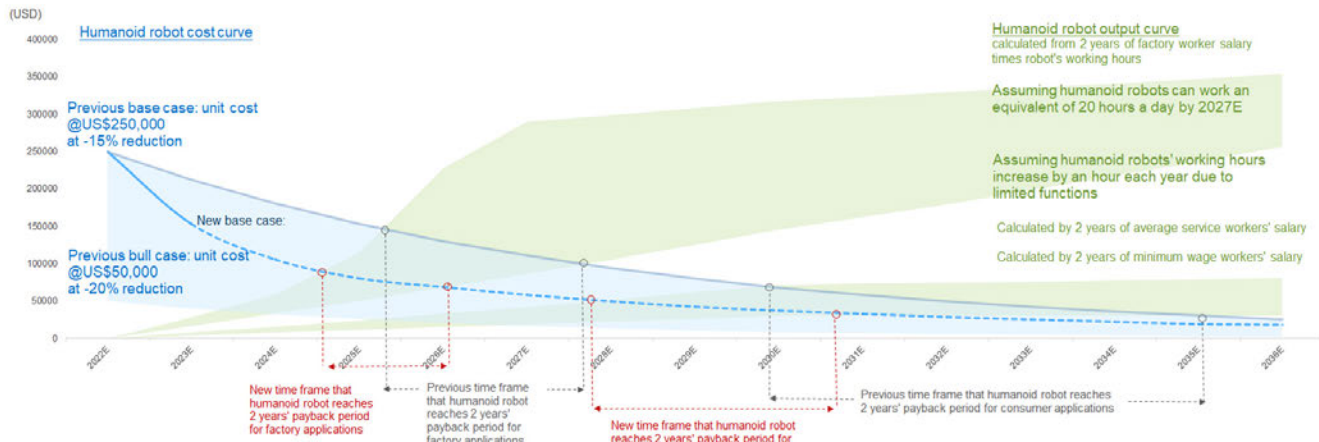 (USD)
400000
350000
300000
250000
200000
150000
100000
50000
0
Humanoid robot cost curve
Previous base case: unit cost
@US$250,000
at -15% reduction
New base case:
Previous bull case: unit cost
@US$50,000
at -20% reduction
Humanoid robot output curve
calculated from 2 years of factory worker salary
times robot's working hours
Assuming humanoid robots can work an
equivalent of 20 hours a day by 2027E
Assuming humanoid robots' working hours
increase by an hour each year due to
limited functions
Calculated by 2 years of average service workers' salary
Calculated by 2 years of minimum wage workers' salary
2022E
2023E
2024E
2025E
2026E
2027E
2028E
2029E
2030E
2031E
2032E
2033E
2034E
2035E
2036E
New time frame that
humanoid robot reaches
2 years' payback period
for factory applications
Previous time frame
that humanoid robot
reaches 2 years'
payback period for
factory applications
New time frame that humanoid robot
reaches 2 years' payback period for
Previous time frame that humanoid robot reaches
2 years' payback period for consumer applications